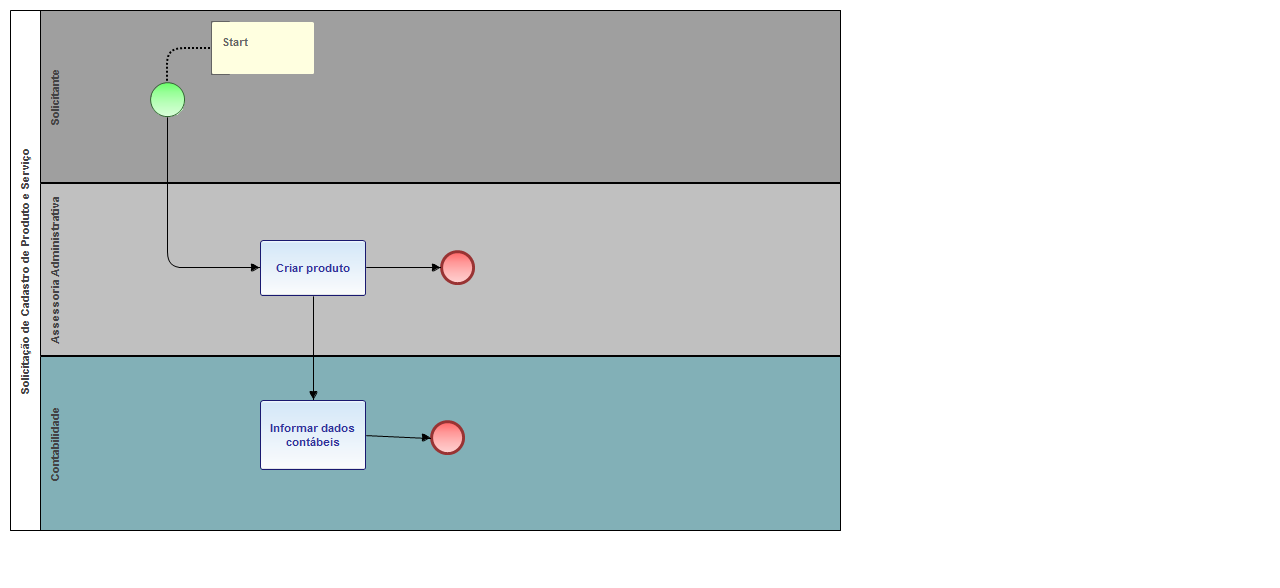 Solicitação de Cadastro de Produto e Serviço
Solicitante
Start
Assessoria Administrativa
Criar produto
Contabilidade
Informar dados
contábeis